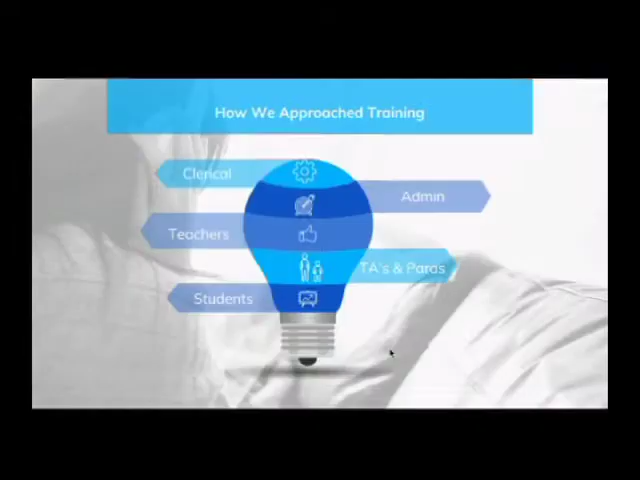 How We Approached Training
Clerical
Admin
Teachers
TA's & Paras
Students